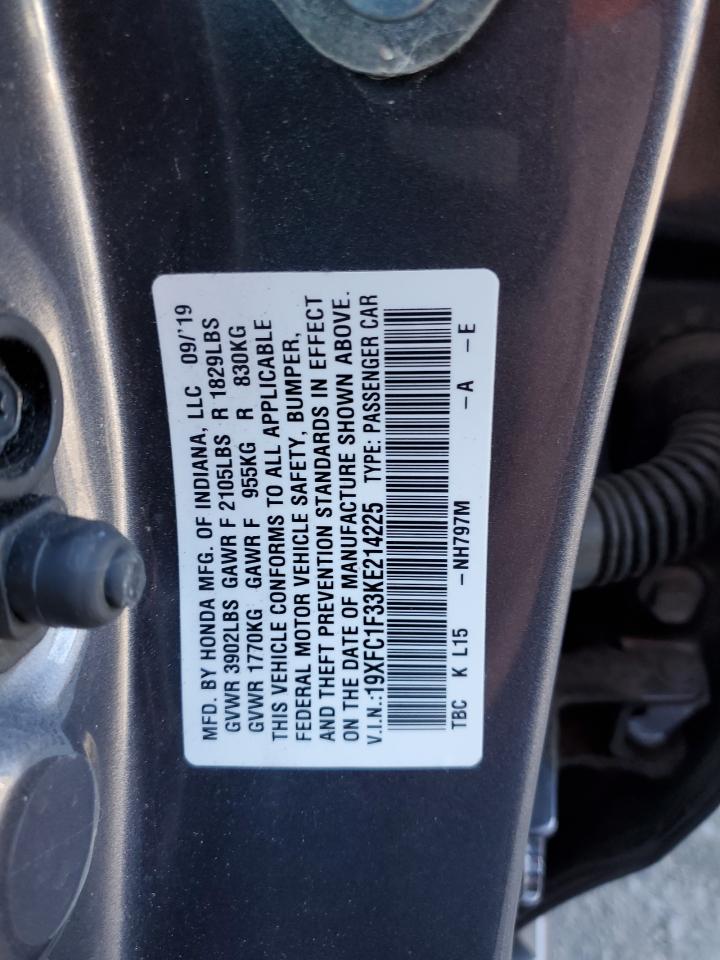 MFD. BY HONDA MFG. OF INDIANA, LLC 09/'19
GVWR 3902LBS GAWR F 2105LBS R 1829LBS
GVWR 1770KG GAWR F 955KG R 830KG
THIS VEHICLE CONFORMS TO ALL APPLICABLE
FEDERAL MOTOR VEHICLE SAFETY, BUMPER,
AND THEFT PREVENTION STANDARDS IN EFFECT
ON THE DATE OF MANUFACTURE SHOWN ABOVE.
V.I.N.:19XFC1F33KE214225 TYPE: PASSENGER CAR
TBC K L15 –NH797M –A –E